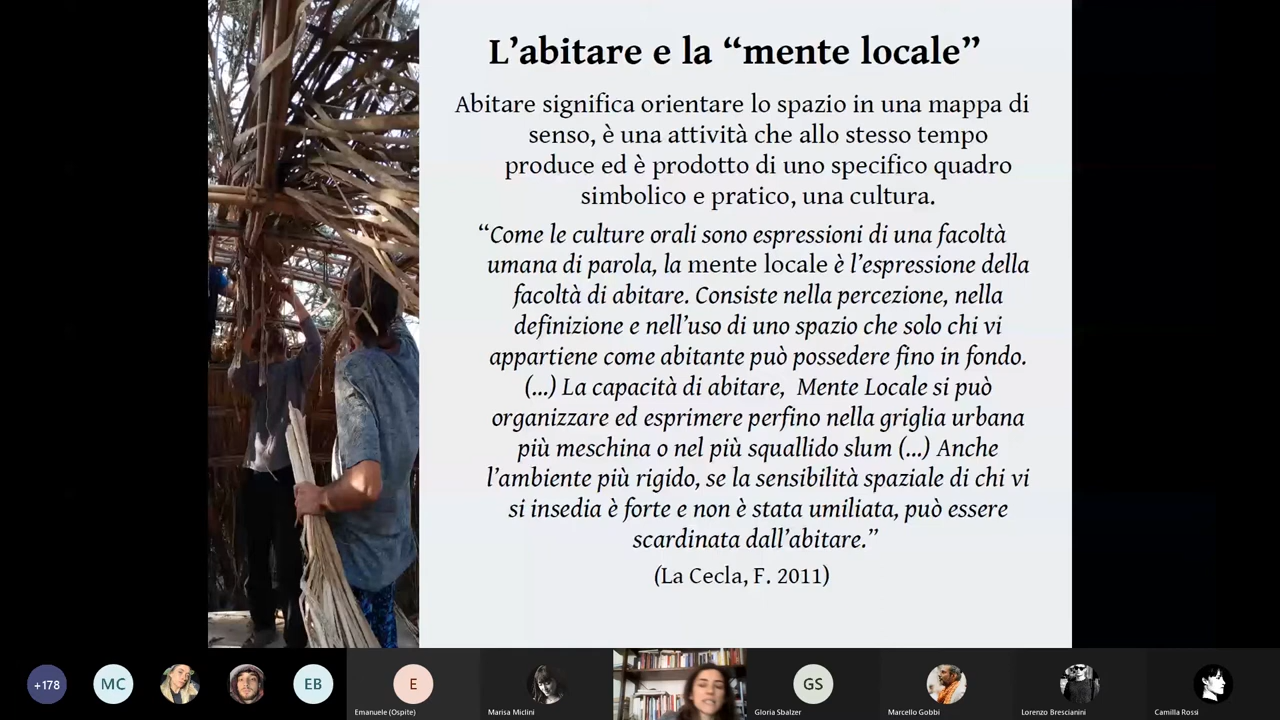 L’abitare e la “mente locale”
Abitare significa orientare lo spazio in una mappa di
senso, è una attività che allo stesso tempo
produce ed è prodotto di uno specifico quadro
simbolico e pratico, una cultura.
“Come le culture orali sono espressioni di una facoltà
umana di parola, la mente locale è l’espressione della
facoltà di abitare. Consiste nella percezione, nella
definizione e nell’uso di uno spazio che solo chi vi
appartiene come abitante può possedere fino in fondo.
(...) La capacità di abitare, Mente Locale si può
organizzare ed esprimere perfino nella griglia urbana
più meschina o nel più squallido slum (...) Anche
l’ambiente più rigido, se la sensibilità spaziale di chi vi
si insedia è forte e non è stata umiliata, può essere
scardinata dall’abitare.”
(La Cecla, F. 2011)
+178
MC
EB
E
GS
Emanuele (Ospite)
Marisa Miclini
Gloria Sbalzer
Marcello Gobbi
Lorenzo Brescianini
Camilla Rossi